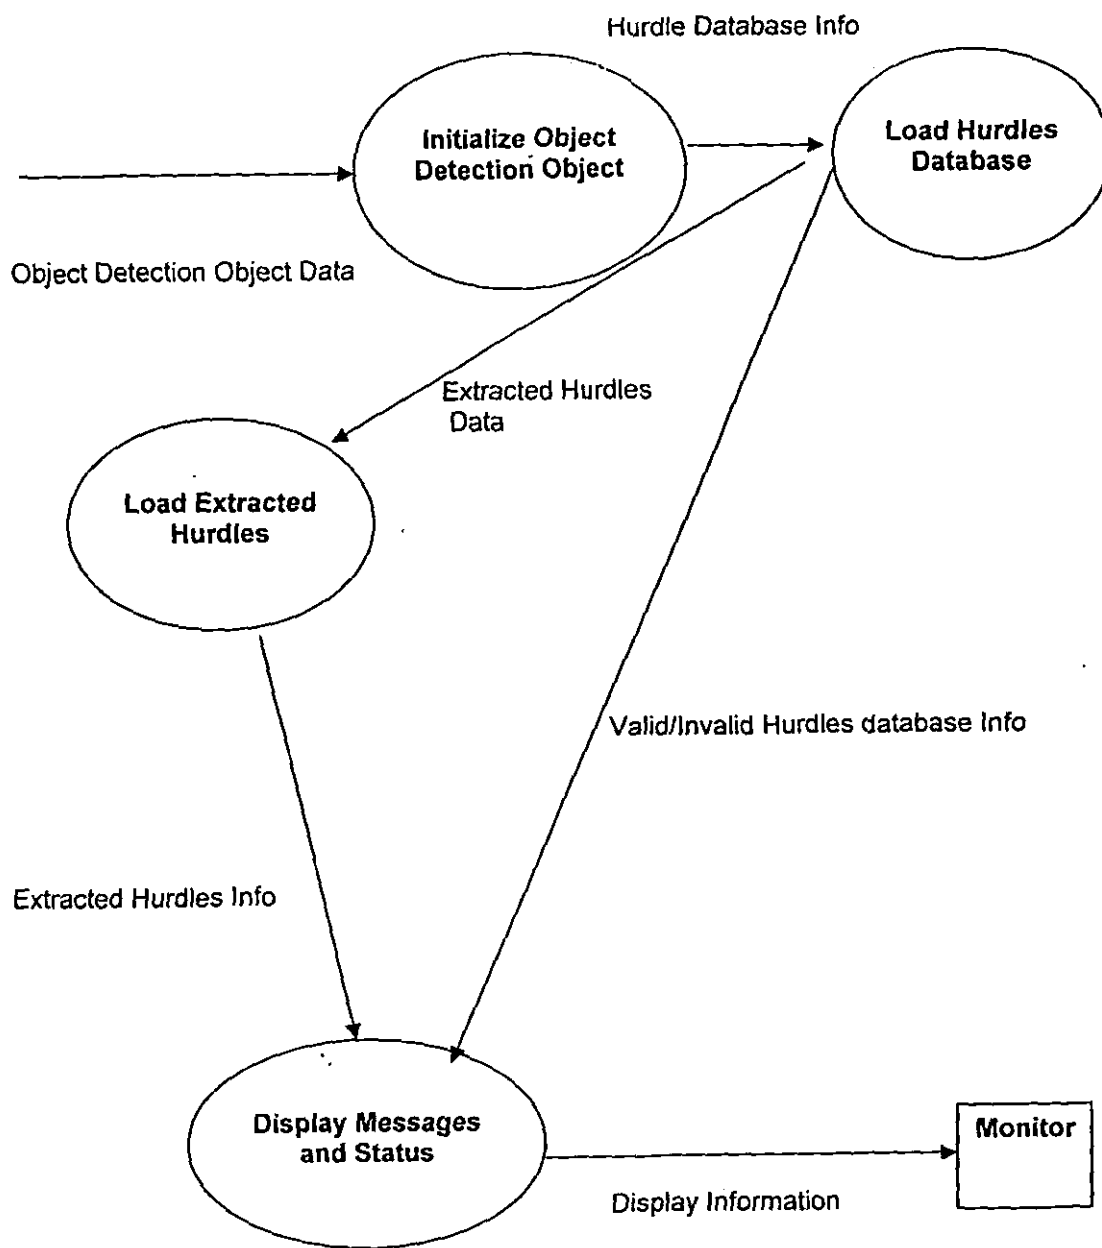 Hurdle Database Info
Initialize Object
Detection Object
Load Hurdles
Database
Object Detection Object Data
Extracted Hurdles
Data
Load Extracted
Hurdles
Valid/Invalid Hurdles database Info
Extracted Hurdles Info
Display Messages
and Status
Monitor
Display Information